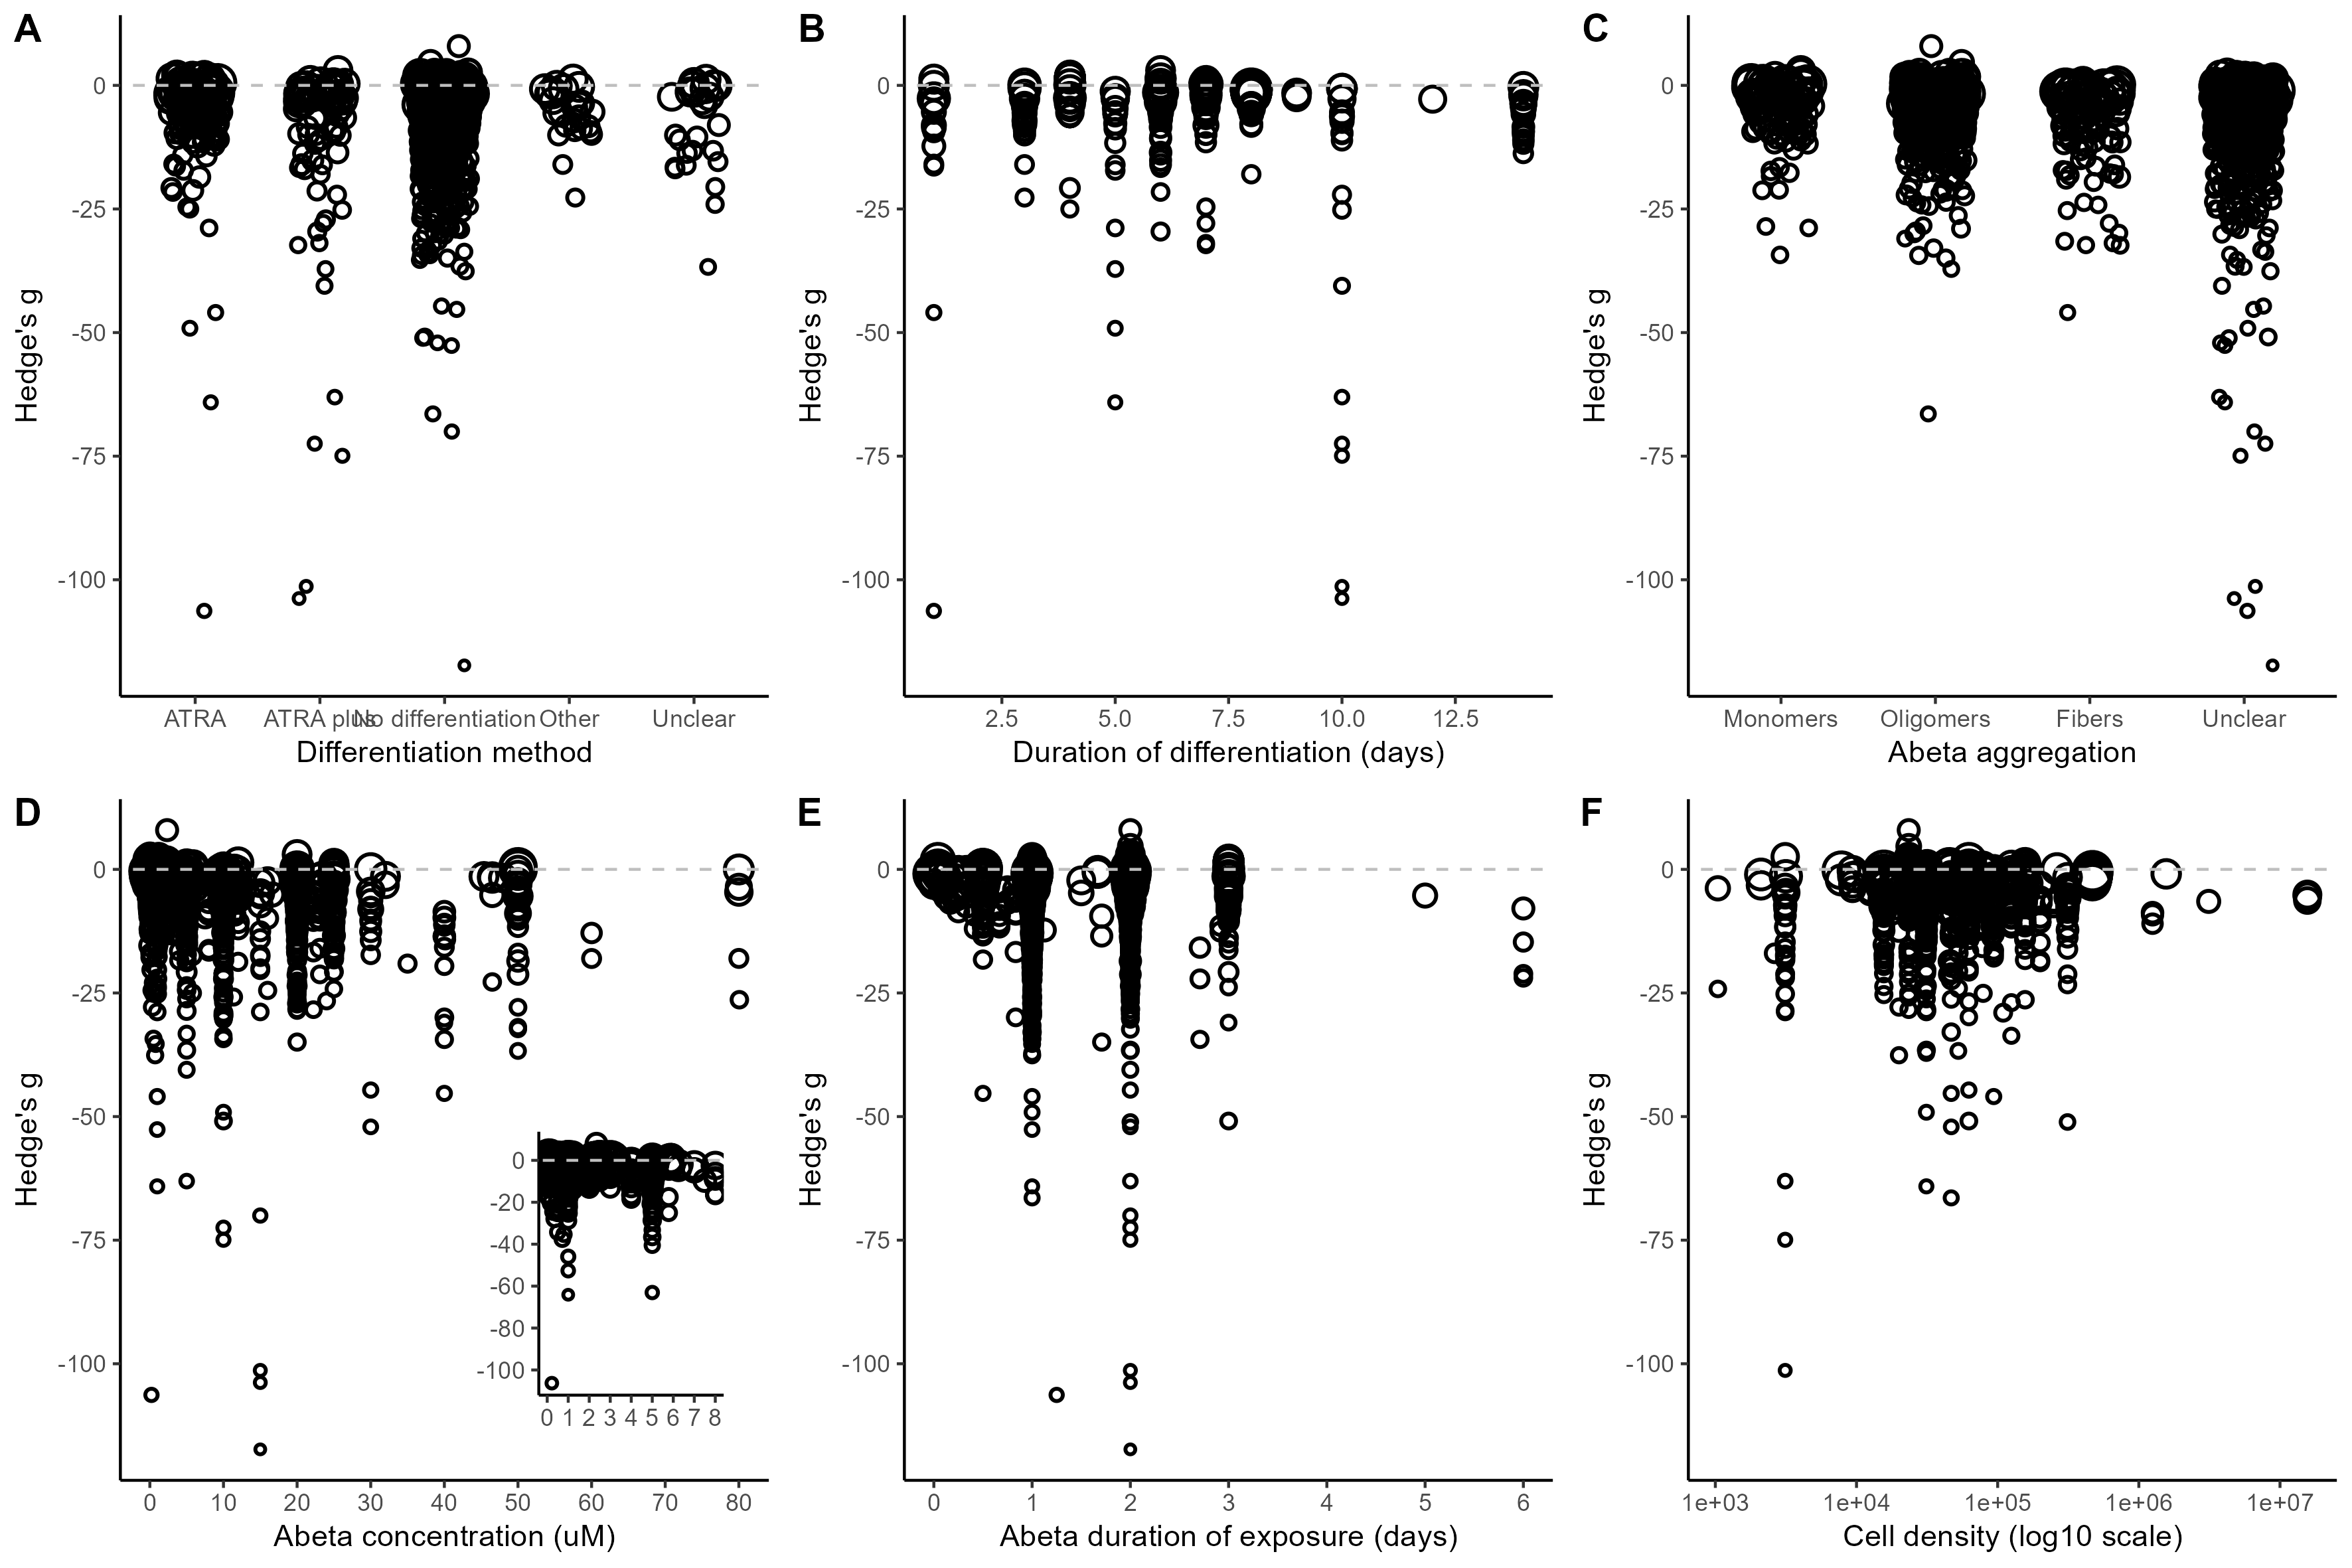 A
Hedge's g
0
-25
-50
-75
-100
ATRA
ATRA plus
No differentiation
Other
Unclear
Differentiation method
B
Hedge's g
0
-25
-50
-75
-100
2.5
5.0
7.5
10.0
12.5
Duration of differentiation (days)
C
Hedge's g
0
-25
-50
-75
-100
Monomers
Oligomers
Fibers
Unclear
Abeta aggregation
D
Hedge's g
0
-25
-50
-75
-100
0
-20
-40
-60
-80
-100
0 1 2 3 4 5 6 7 8
0
10
20
30
40
50
60
70
80
Abeta concentration (uM)
E
Hedge's g
0
-25
-50
-75
-100
0
1
2
3
4
5
6
Abeta duration of exposure (days)
F
Hedge's g
0
-25
-50
-75
-100
1e+03
1e+04
1e+05
1e+06
1e+07
Cell density (log10 scale)